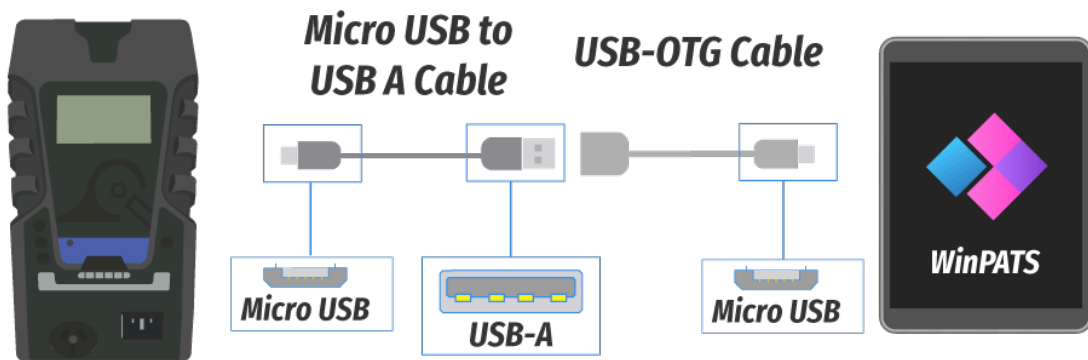 Micro USB to
USB A Cable
USB-OTG Cable
Micro USB
USB-A
Micro USB
WinPATS